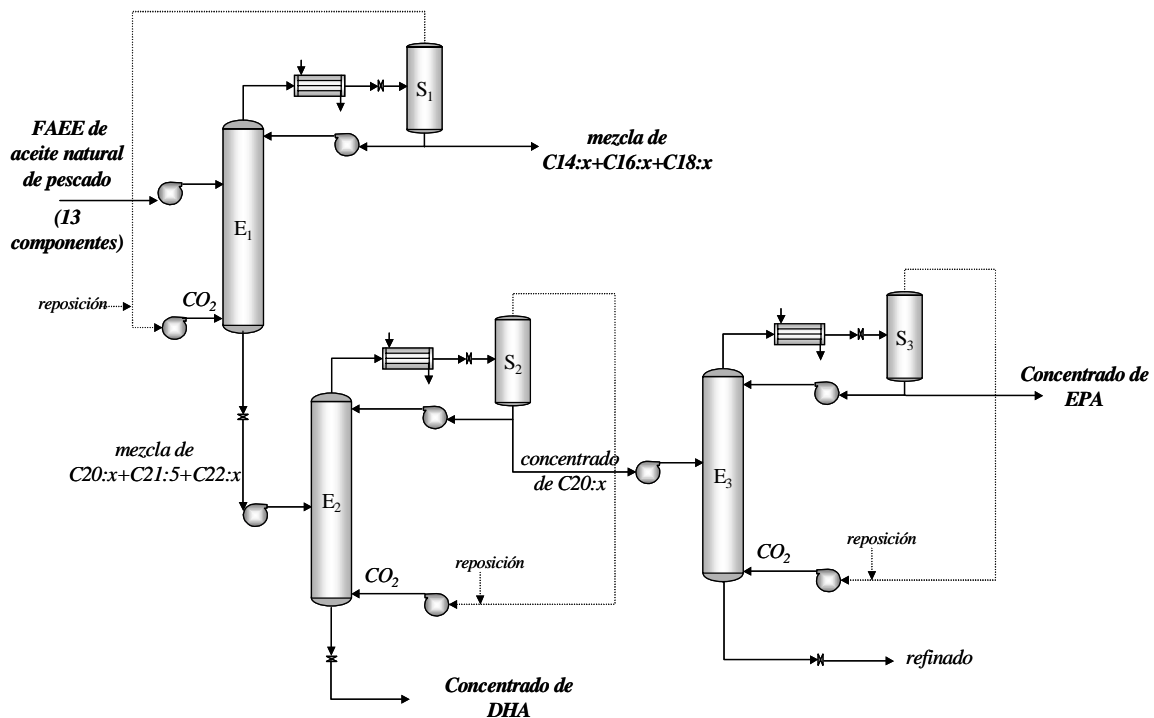 S1
FAEE de
aceite natural
de pescado
(13
componentes)
mezcla de
C14:x+C16:x+C18:x
E1
reposición
CO2
S2
S3
Concentrado de
EPA
mezcla de
C20:x+C21:5+C22:x
E2
concentrado
de C20:x
E3
reposición
CO2
reposición
CO2
refinado
Concentrado de
DHA